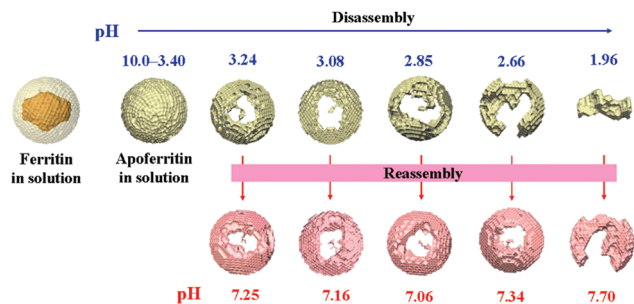 Disassembly
pH
10.0–3.40 3.24 3.08 2.85 2.66 1.96
Ferritin
in solution
Apoferritin
in solution
Reassembly
pH 7.25 7.16 7.06 7.34 7.70